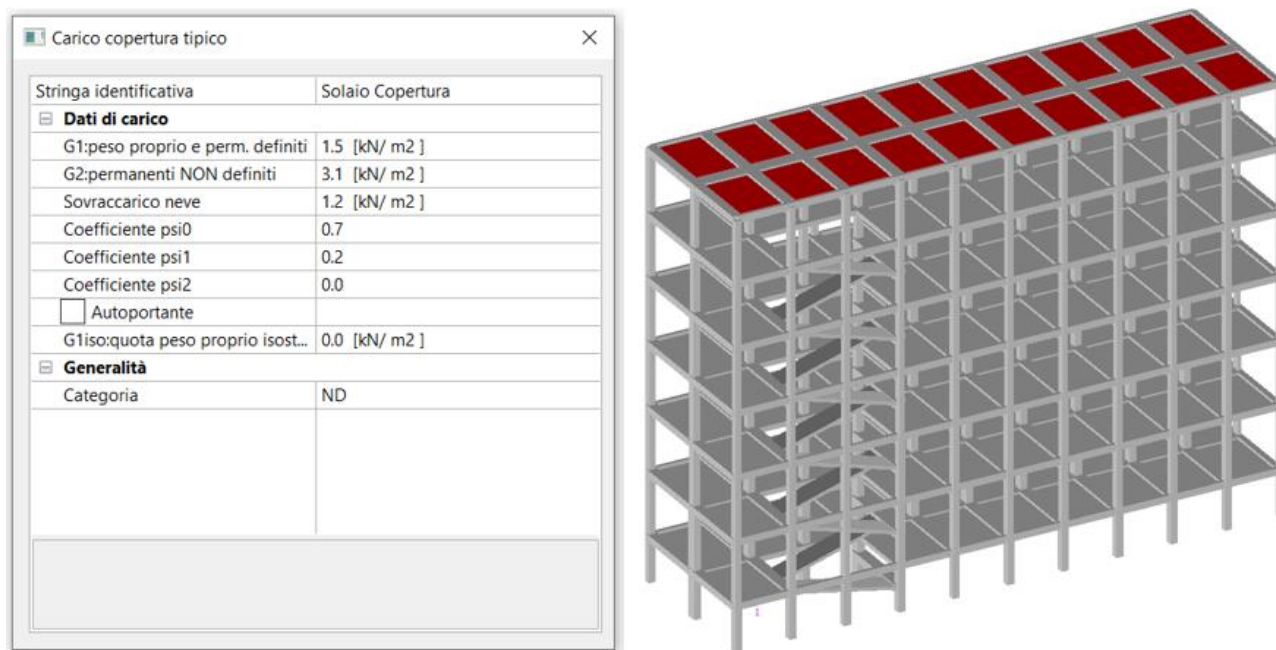 Carico copertura tipico
Stringa identificativa Solaio Copertura
Dati di carico
G1:peso proprio e perm. definiti 1.5 [kN/ m2 ]
G2:permanenti NON definiti 3.1 [kN/ m2 ]
Sovraccarico neve 1.2 [kN/ m2 ]
Coefficiente psi0 0.7
Coefficiente psi1 0.2
Coefficiente psi2 0.0
Autoportante
G1iso:quota peso proprio isost... 0.0 [kN/ m2 ]
Generalità
Categoria ND
1